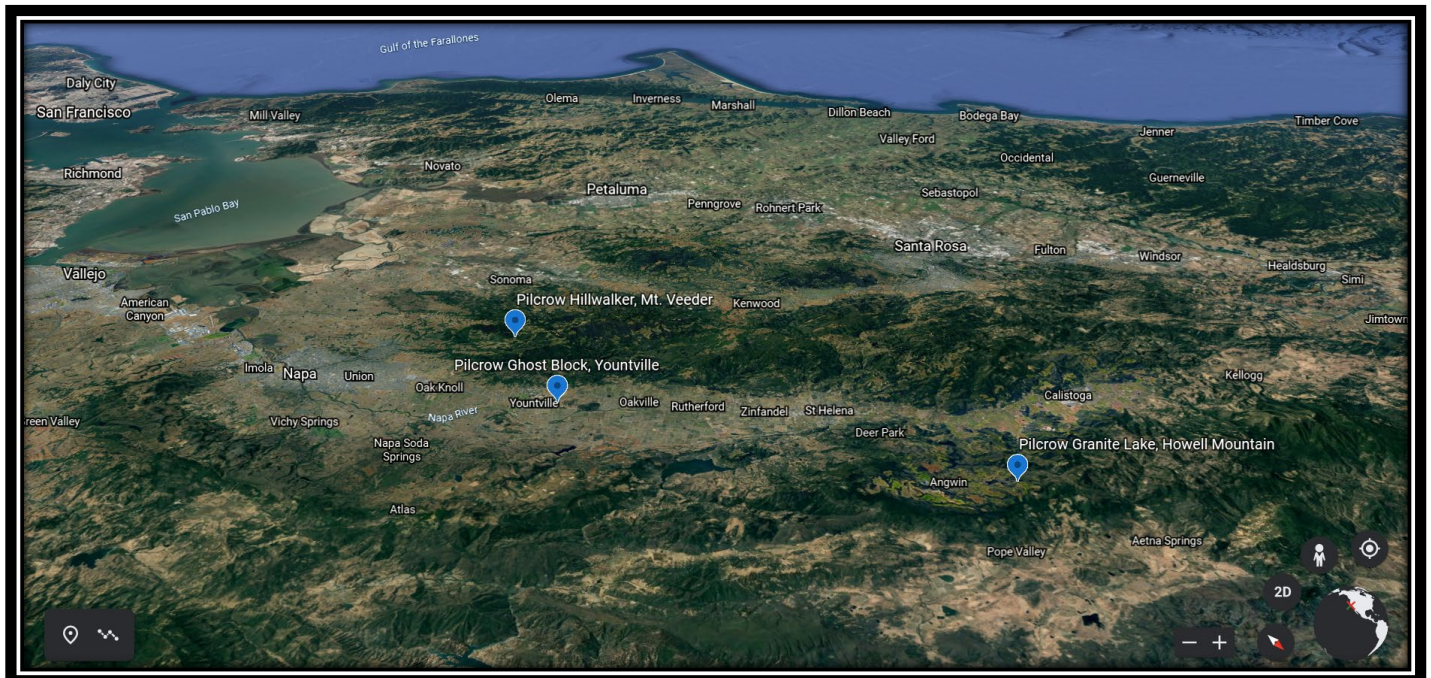 Gulf of the Farallones
Daly City
San Francisco
Mill Valley
Olema
Inverness
Marshall
Dillon Beach
Bodega Bay
Timber Cove
Valley Ford
Jenner
Occidental
Richmond
Novato
Guerneville
Petaluma
Sebastopol
San Pablo Bay
Penngrove
Rohnert Park
Santa Rosa
Fulton
Windsor
Healdsburg
Simi
Vallejo
Sonoma
American
Canyon
Pilcrow Hillwalker, Mt. Veeder
Kenwood
Jimtown
Pilcrow Ghost Block, Yountville
Imola
Napa
Union
Oak Knoll
Kellogg
Calistoga
Yountville
Oakville
Rutherford
Zinfandel
St Helena
Napa River
reen Valley
Vichy Springs
Deer Park
Napa Soda
Springs
Pilcrow Granite Lake, Howell Mountain
Angwin
Atlas
Aetna Springs
Pope Valley
2D